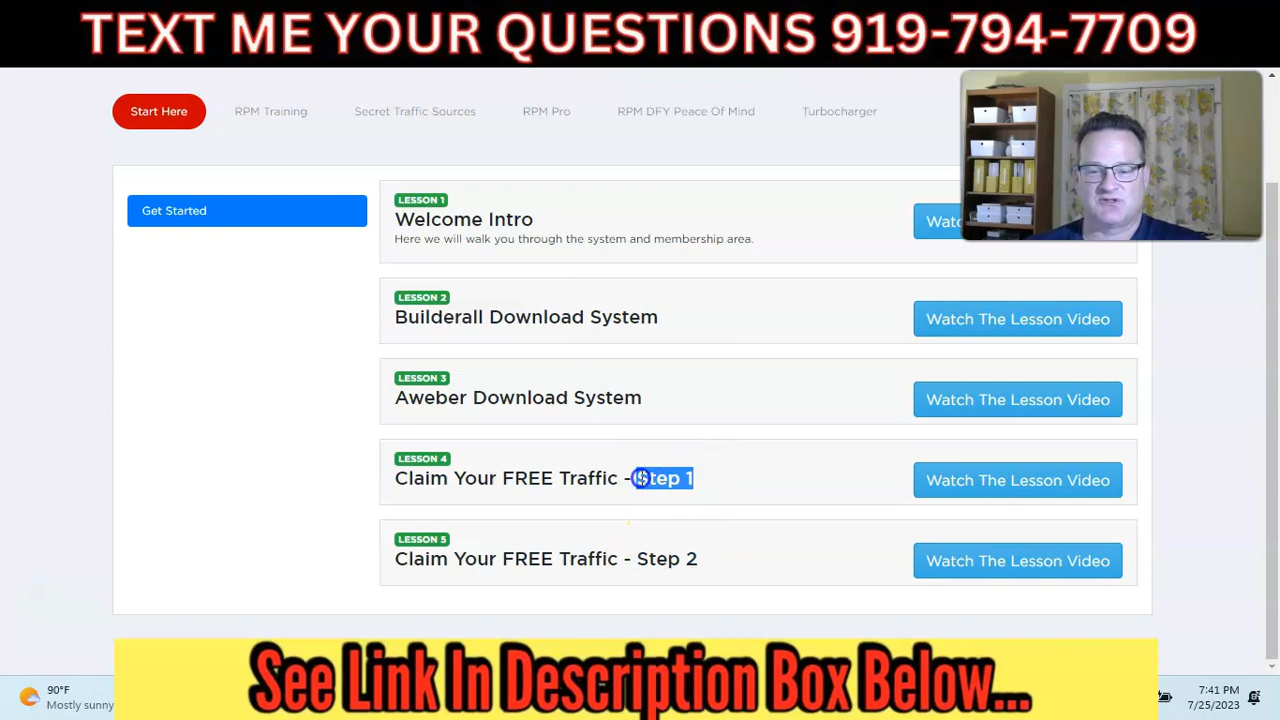 TEXT ME YOUR QUESTIONS 919-794-7709
Start Here
RPM Training
Secret Traffic Sources
RPM Pro
RPM DFY Peace Of Mind
Turbocharger
Get Started
LESSON 1
Welcome Intro
Here we will walk you through the system and membership area.
LESSON 2
Builderall Download System
Watch The Lesson Video
LESSON 3
Aweber Download System
Watch The Lesson Video
LESSON 4
Claim Your FREE Traffic - Step 1
Watch The Lesson Video
LESSON 5
Claim Your FREE Traffic - Step 2
Watch The Lesson Video
See Link In Description Box Below...
90°F
Mostly sunny
7:41 PM
7/25/2023